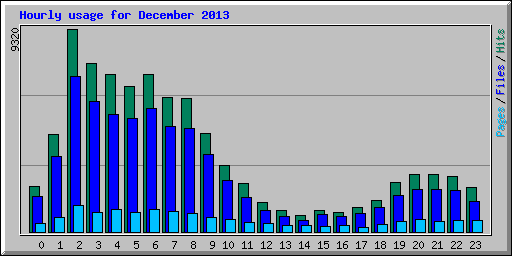 Hourly usage for December 2013
9320
Pages/Files/Hits
0 1 2 3 4 5 6 7 8 9 10 11 12 13 14 15 16 17 18 19 20 21 22 23